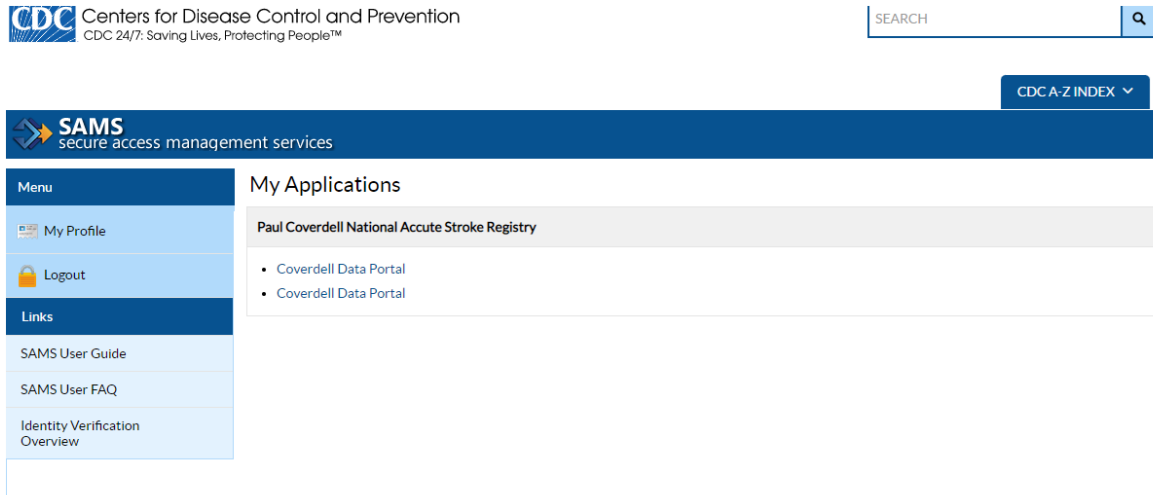 CDC
Centers for Disease Control and Prevention
CDC 24/7: Saving Lives, Protecting People™
SEARCH
CDC A-Z INDEX
SAMS
secure access management services
Menu
My Profile
Logout
Links
SAMS User Guide
SAMS User FAQ
Identity Verification
Overview
My Applications
Paul Coverdell National Accute Stroke Registry
• Coverdell Data Portal
• Coverdell Data Portal